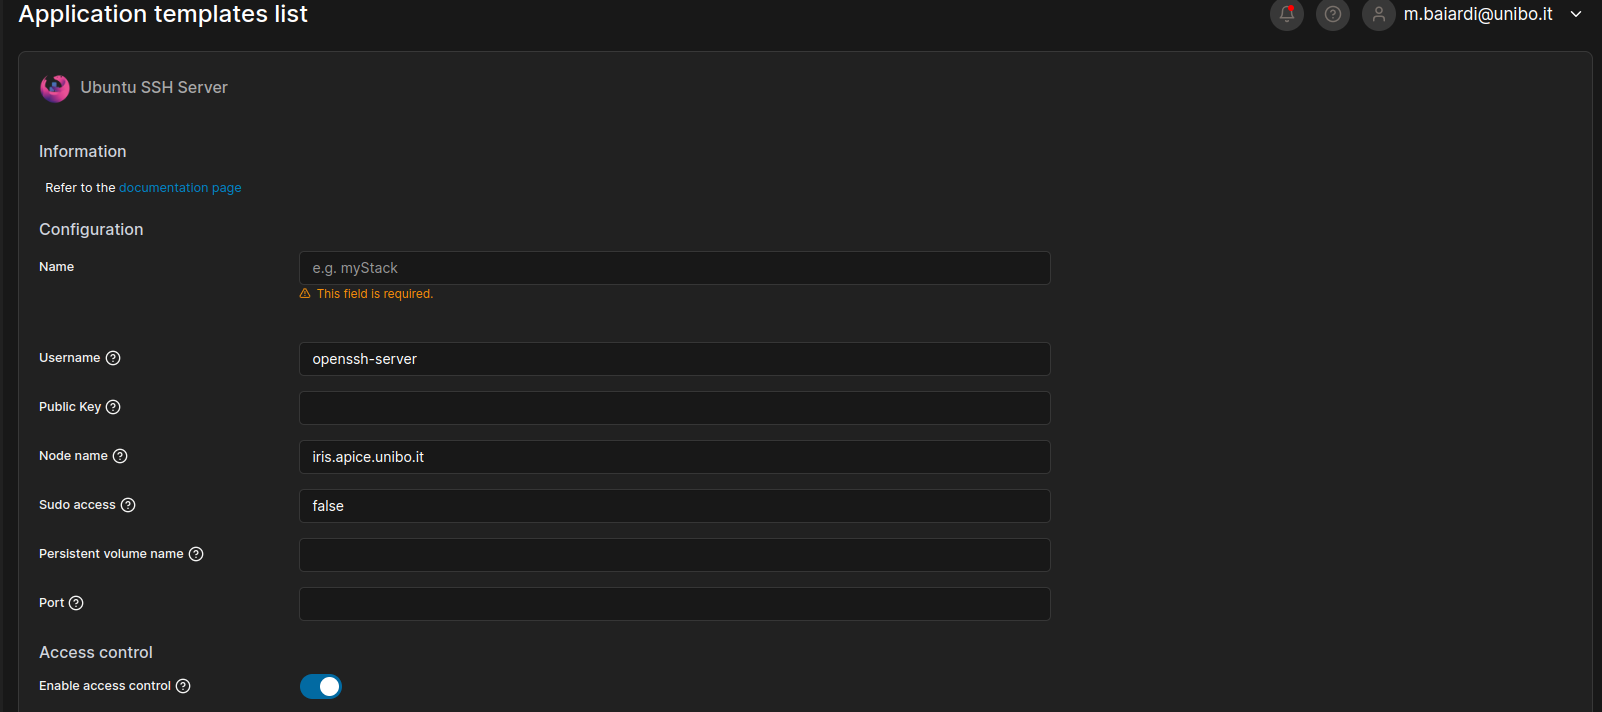 Application templates list
m.baiardi@unibo.it
Ubuntu SSH Server
Information
Refer to the documentation page
Configuration
Name
e.g. myStack
This field is required.
Username
openssh-server
Public Key
Node name
iris.apice.unibo.it
Sudo access
false
Persistent volume name
Port
Access control
Enable access control